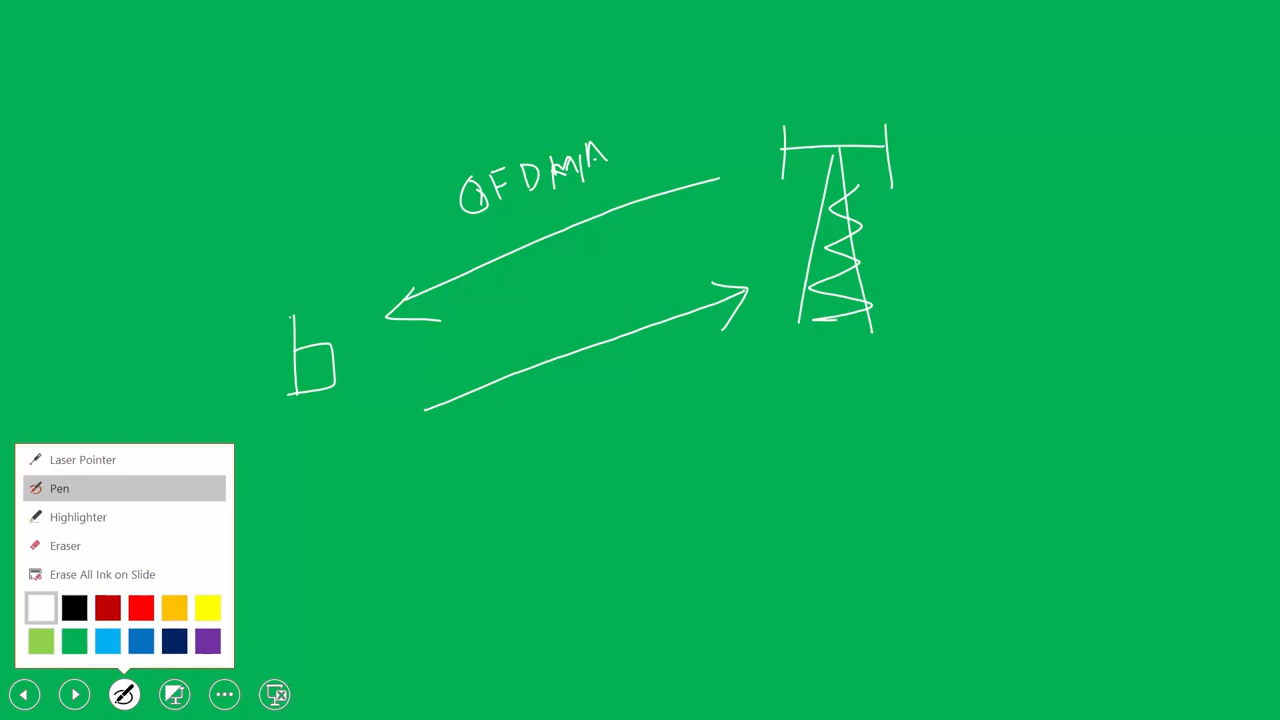 OFDMA
Laser Pointer
Pen
Highlighter
Eraser
Erase All Ink on Slide